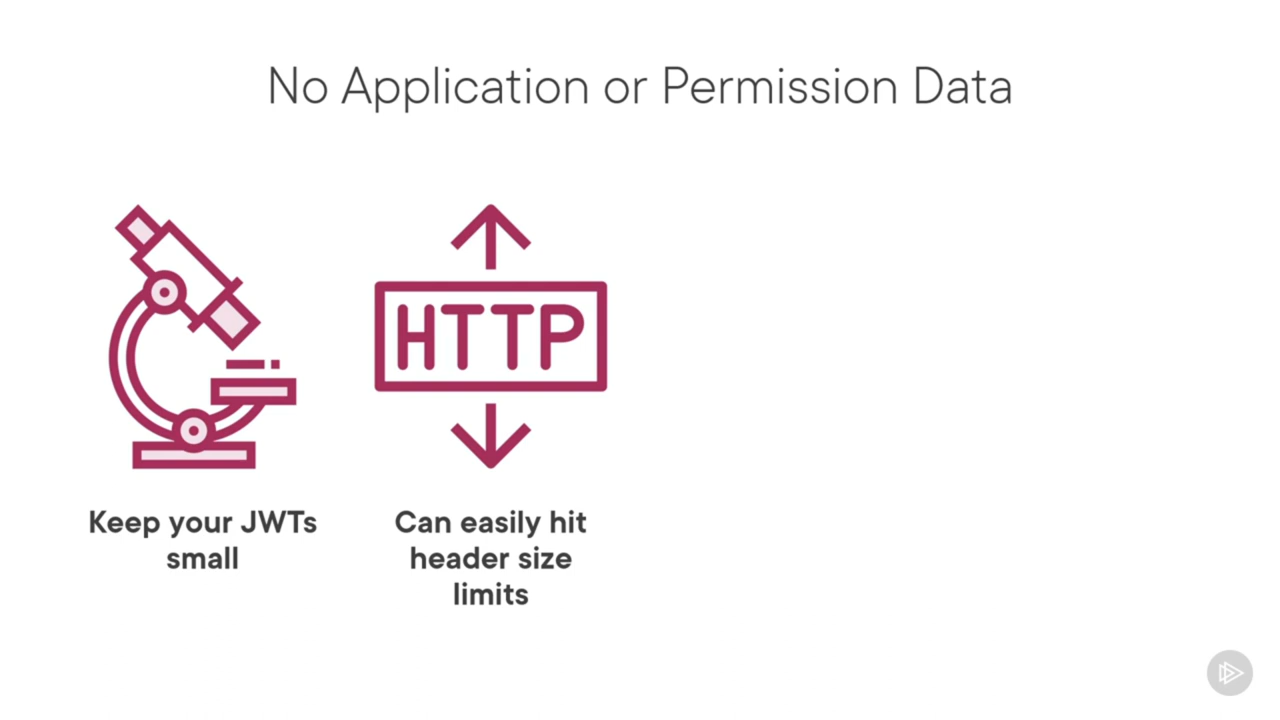 No Application or Permission Data
HTTP
Keep your JWTs
small
Can easily hit
header size
limits